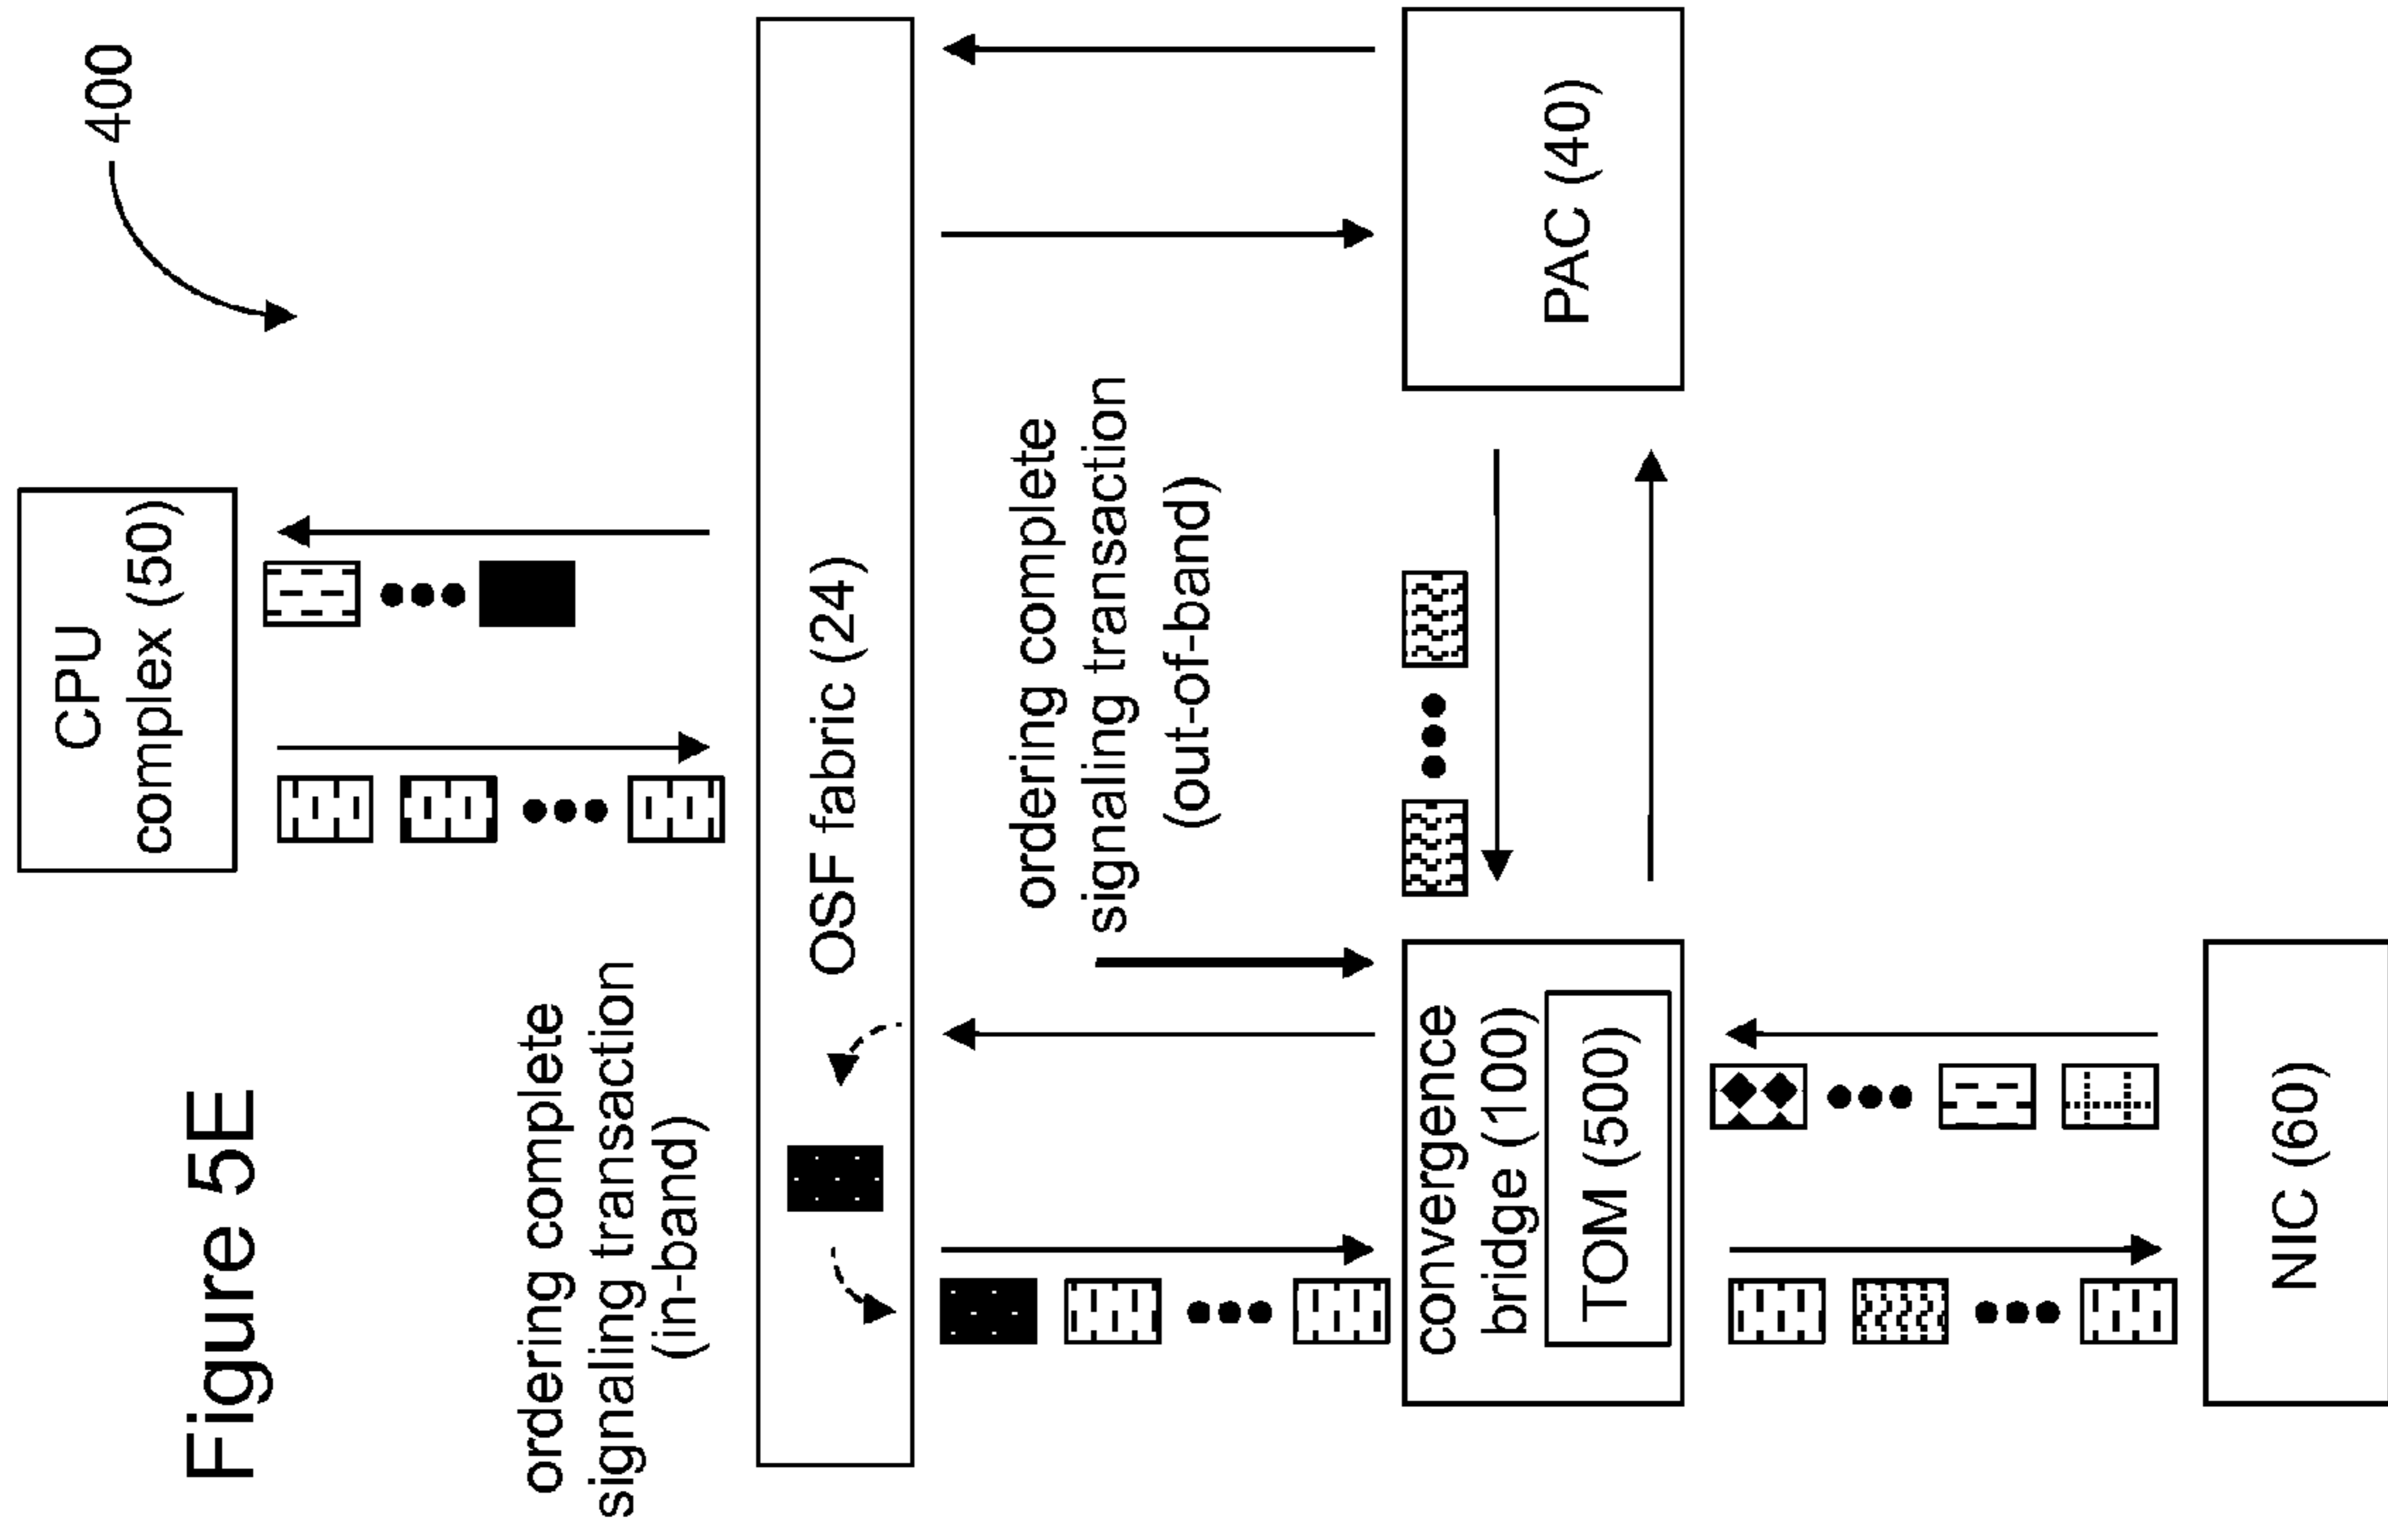 Figure 5E
400
CPU
complex (50)
ordering complete
signaling transaction
(in-band)
OSF fabric (24)
ordering complete
signaling transaction
(out-of-band)
convergence
bridge (100)
TOM (500)
PAC (40)
NIC (60)